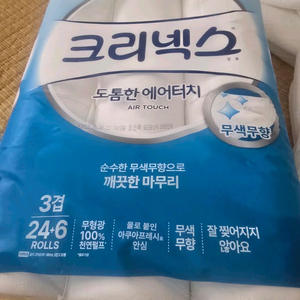 크리넥스
도톰한 에어터치
AIR TOUCH
무색무향
순수한 무색무향으로
깨끗한 마무리
3겹
24+6
ROLLS
무형광
100%
천연펄프*
물로 붙인
아쿠아프레시®
안심
무색
무향
잘 찢어지지
않아요